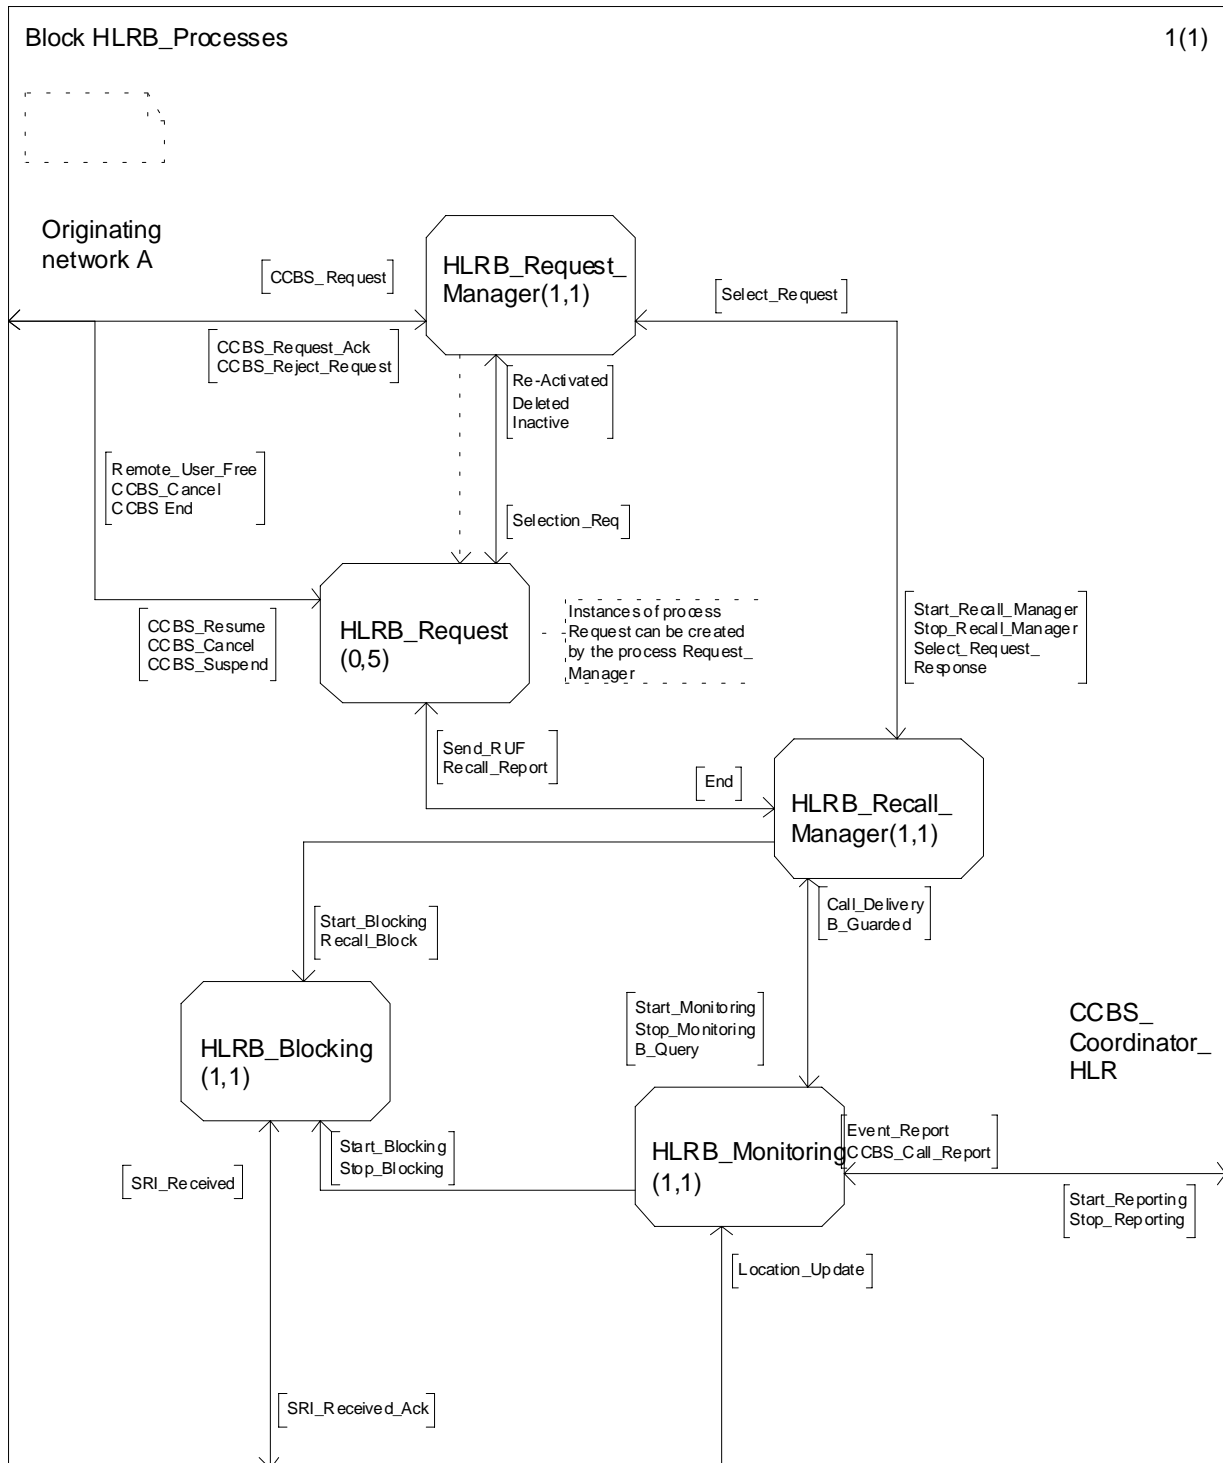 Block HLRB_Processes
1(1)
Originating
network A
HLRB_Request_
Manager(1,1)
CCBS_Request
Select_Request
CCBS_Request_Ack
CCBS_Reject_Request
Re-Activated
Deleted
Inactive
Remote_User_Free
CCBS_Cancel
CCBS End
Selection_Req
HLRB_Request
(0,5)
Instances of process
Request can be created
by the process Request_
Manager
CCBS_Resume
CCBS_Cancel
CCBS_Suspend
Start_Recall_Manager
Stop_Recall_Manager
Select_Request_
Response
Send_RUF
Recall_Report
End
HLRB_Recall_
Manager(1,1)
Start_Blocking
Recall_Block
Call_Delivery
B_Guarded
Start_Monitoring
Stop_Monitoring
B_Query
CCBS_
Coordinator_
HLR
HLRB_Blocking
(1,1)
Start_Blocking
Stop_Blocking
HLRB_Monitoring
(1,1)
Event_Report
CCBS_Call_Report
SRI_Received
Start_Reporting
Stop_Reporting
Location_Update
SRI_Received_Ack